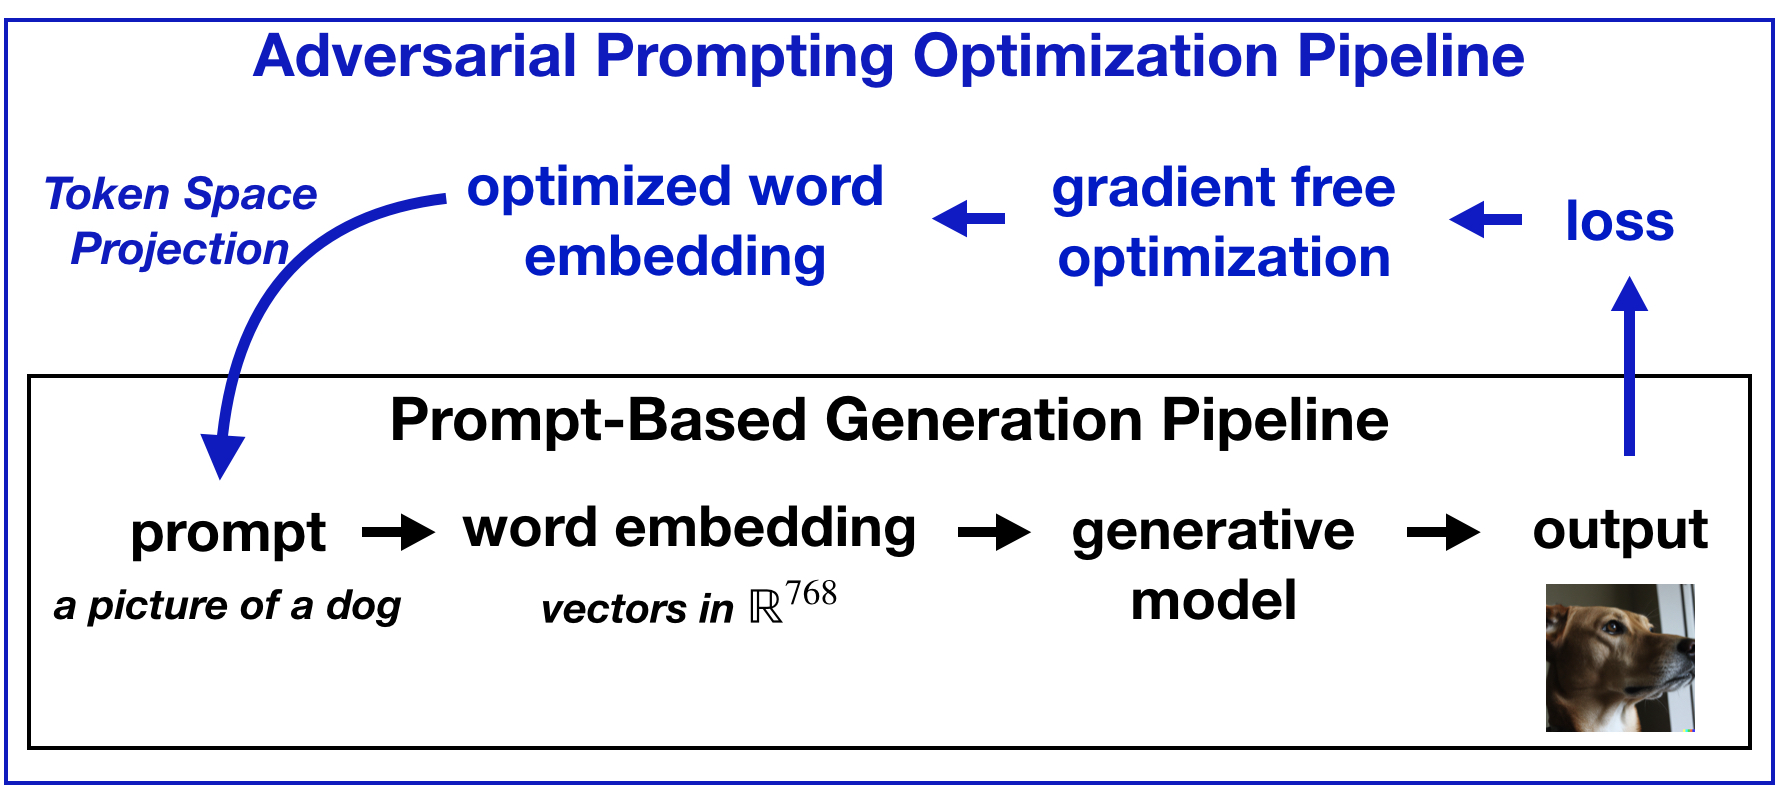 Adversarial Prompting Optimization Pipeline
Token Space
Projection
optimized word
embedding
gradient free
optimization
loss
Prompt-Based Generation Pipeline
prompt
a picture of a dog
word embedding
vectors in ℝ^768
generative
model
output